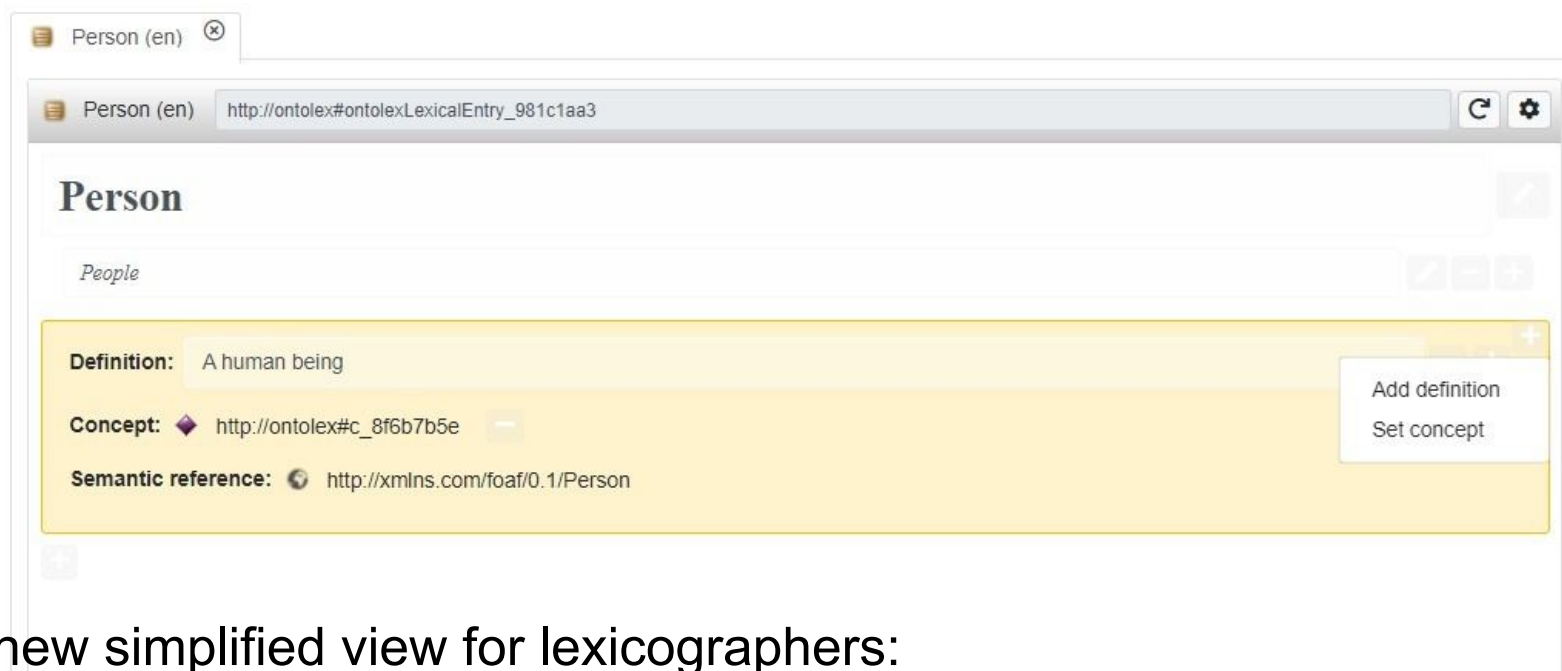 Person (en)
Person (en) http://ontolex#ontolexLexicalEntry_981c1aa3
Person
People
Definition: A human being
Add definition
Concept: http://ontolex#c_8f6b7b5e
Set concept
Semantic reference: http://xmlns.com/foaf/0.1/Person
new simplified view for lexicographers: